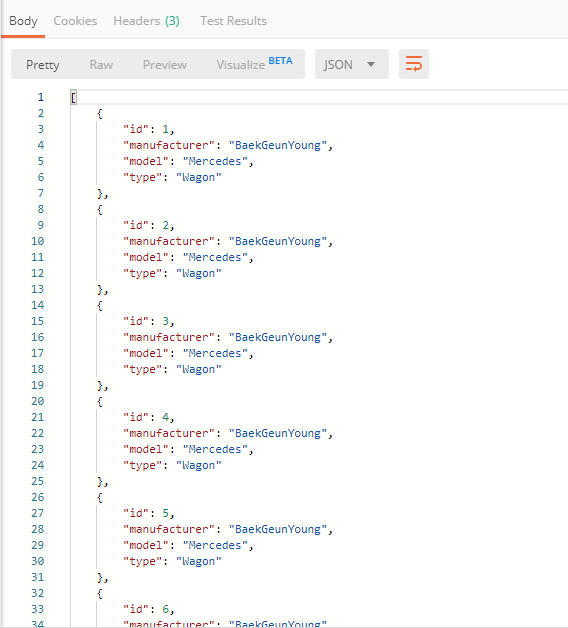 Body Cookies Headers (3) Test Results
Pretty Raw Preview Visualize BETA JSON
1 [
2 {
3 "id": 1,
4 "manufacturer": "BaekGeunYoung",
5 "model": "Mercedes",
6 "type": "Wagon"
7 },
8 {
9 "id": 2,
10 "manufacturer": "BaekGeunYoung",
11 "model": "Mercedes",
12 "type": "Wagon"
13 },
14 {
15 "id": 3,
16 "manufacturer": "BaekGeunYoung",
17 "model": "Mercedes",
18 "type": "Wagon"
19 },
20 {
21 "id": 4,
22 "manufacturer": "BaekGeunYoung",
23 "model": "Mercedes",
24 "type": "Wagon"
25 },
26 {
27 "id": 5,
28 "manufacturer": "BaekGeunYoung",
29 "model": "Mercedes",
30 "type": "Wagon"
31 },
32 {
33 "id": 6,
34 "manufacturer": "BaekGeunYoung",